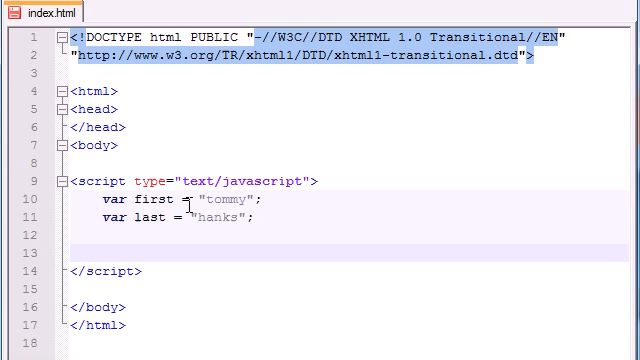 index.html
1 <!DOCTYPE html PUBLIC "-//W3C//DTD XHTML 1.0 Transitional//EN"
2 "http://www.w3.org/TR/xhtml1/DTD/xhtml1-transitional.dtd">
3
4 <html>
5 <head>
6 </head>
7 <body>
8
9 <script type="text/javascript">
10 var first = "tommy";
11 var last = "hanks";
12
13
14 </script>
15
16 </body>
17 </html>
18